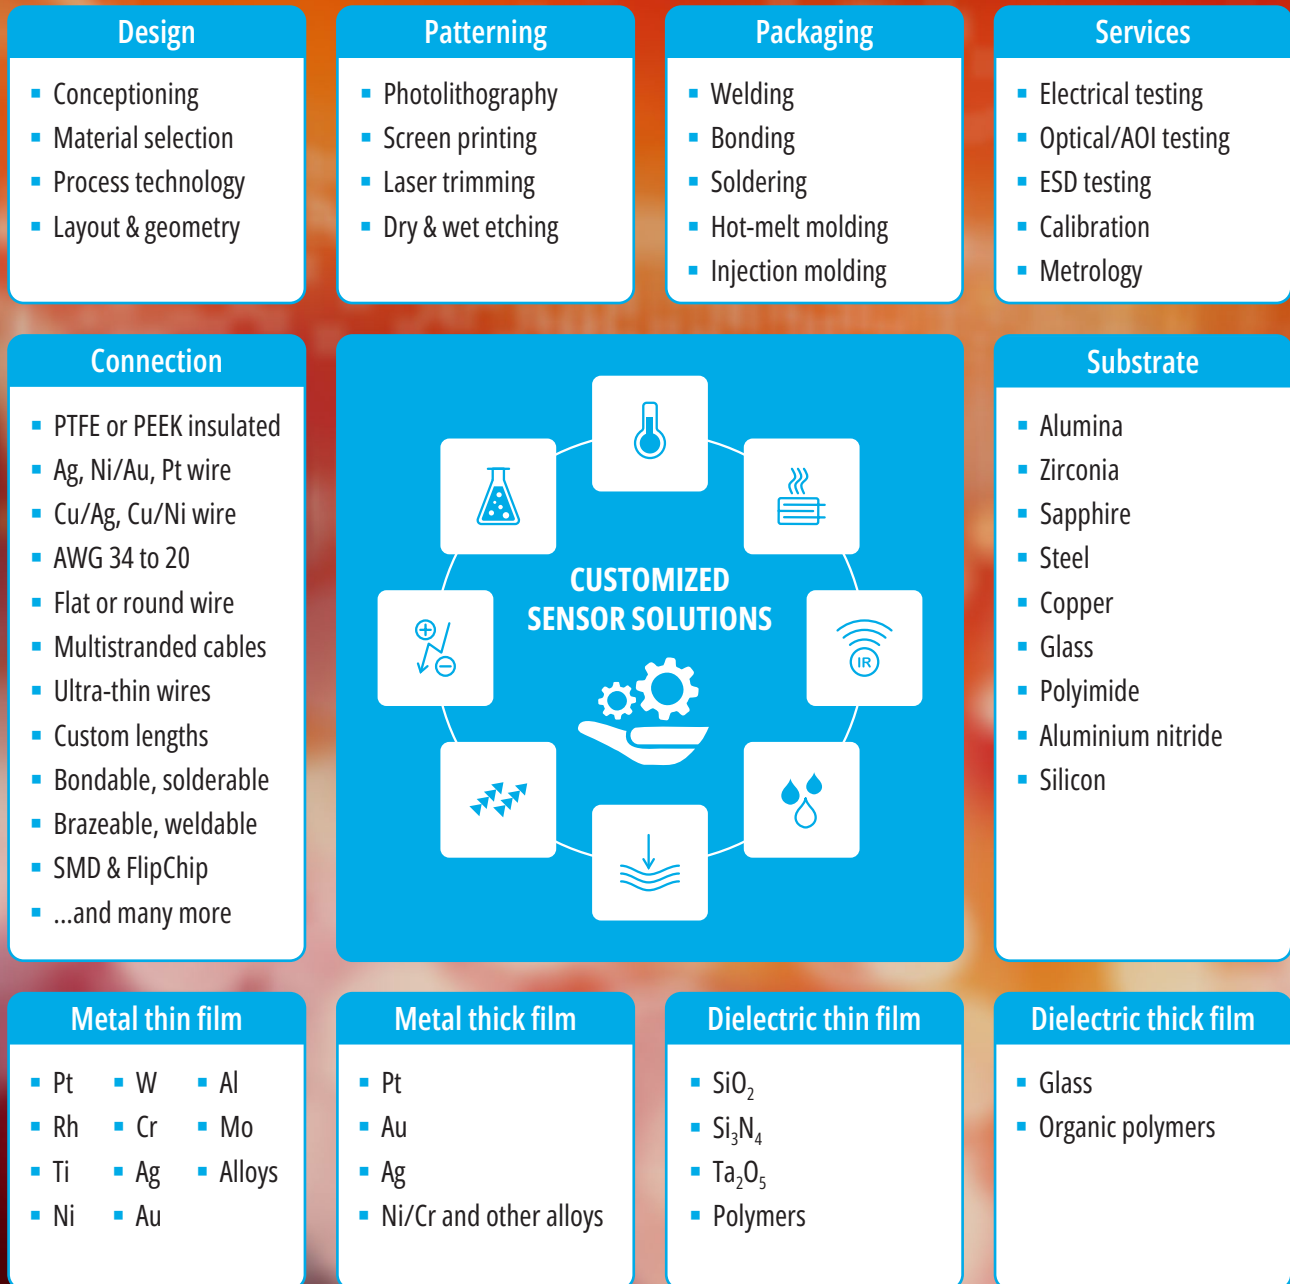 Design
▪ Conceptioning
▪ Material selection
▪ Process technology
▪ Layout & geometry
Patterning
▪ Photolithography
▪ Screen printing
▪ Laser trimming
▪ Dry & wet etching
Packaging
▪ Welding
▪ Bonding
▪ Soldering
▪ Hot-melt molding
▪ Injection molding
Services
▪ Electrical testing
▪ Optical/AOI testing
▪ ESD testing
▪ Calibration
▪ Metrology
Connection
▪ PTFE or PEEK insulated
▪ Ag, Ni/Au, Pt wire
▪ Cu/Ag, Cu/Ni wire
▪ AWG 34 to 20
▪ Flat or round wire
▪ Multistranded cables
▪ Ultra-thin wires
▪ Custom lengths
▪ Bondable, solderable
▪ Brazeable, weldable
▪ SMD & FlipChip
▪ ...and many more
CUSTOMIZED
SENSOR SOLUTIONS
IR
Substrate
▪ Alumina
▪ Zirconia
▪ Sapphire
▪ Steel
▪ Copper
▪ Glass
▪ Polyimide
▪ Aluminium nitride
▪ Silicon
Metal thin film
▪ Pt ▪ W ▪ Al
▪ Rh ▪ Cr ▪ Mo
▪ Ti ▪ Ag ▪ Alloys
▪ Ni ▪ Au
Metal thick film
▪ Pt
▪ Au
▪ Ag
▪ Ni/Cr and other alloys
Dielectric thin film
▪ SiO₂
▪ Si₃N₄
▪ Ta₂O₅
▪ Polymers
Dielectric thick film
▪ Glass
▪ Organic polymers